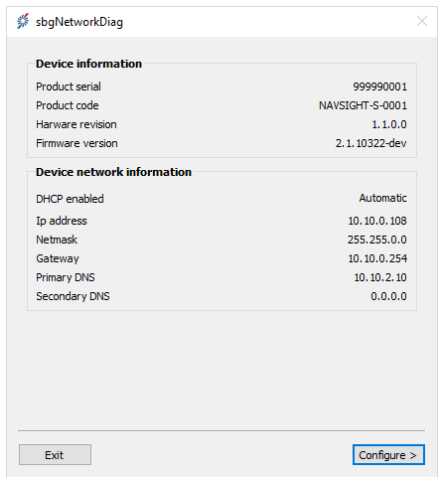 sbgNetworkDiag
Device information
Product serial 999990001
Product code NAVSIGHT-S-0001
Harware revision 1.1.0.0
Firmware version 2.1.10322-dev
Device network information
DHCP enabled Automatic
Ip address 10.10.0.108
Netmask 255.255.0.0
Gateway 10.10.0.254
Primary DNS 10.10.2.10
Secondary DNS 0.0.0.0
Exit Configure >